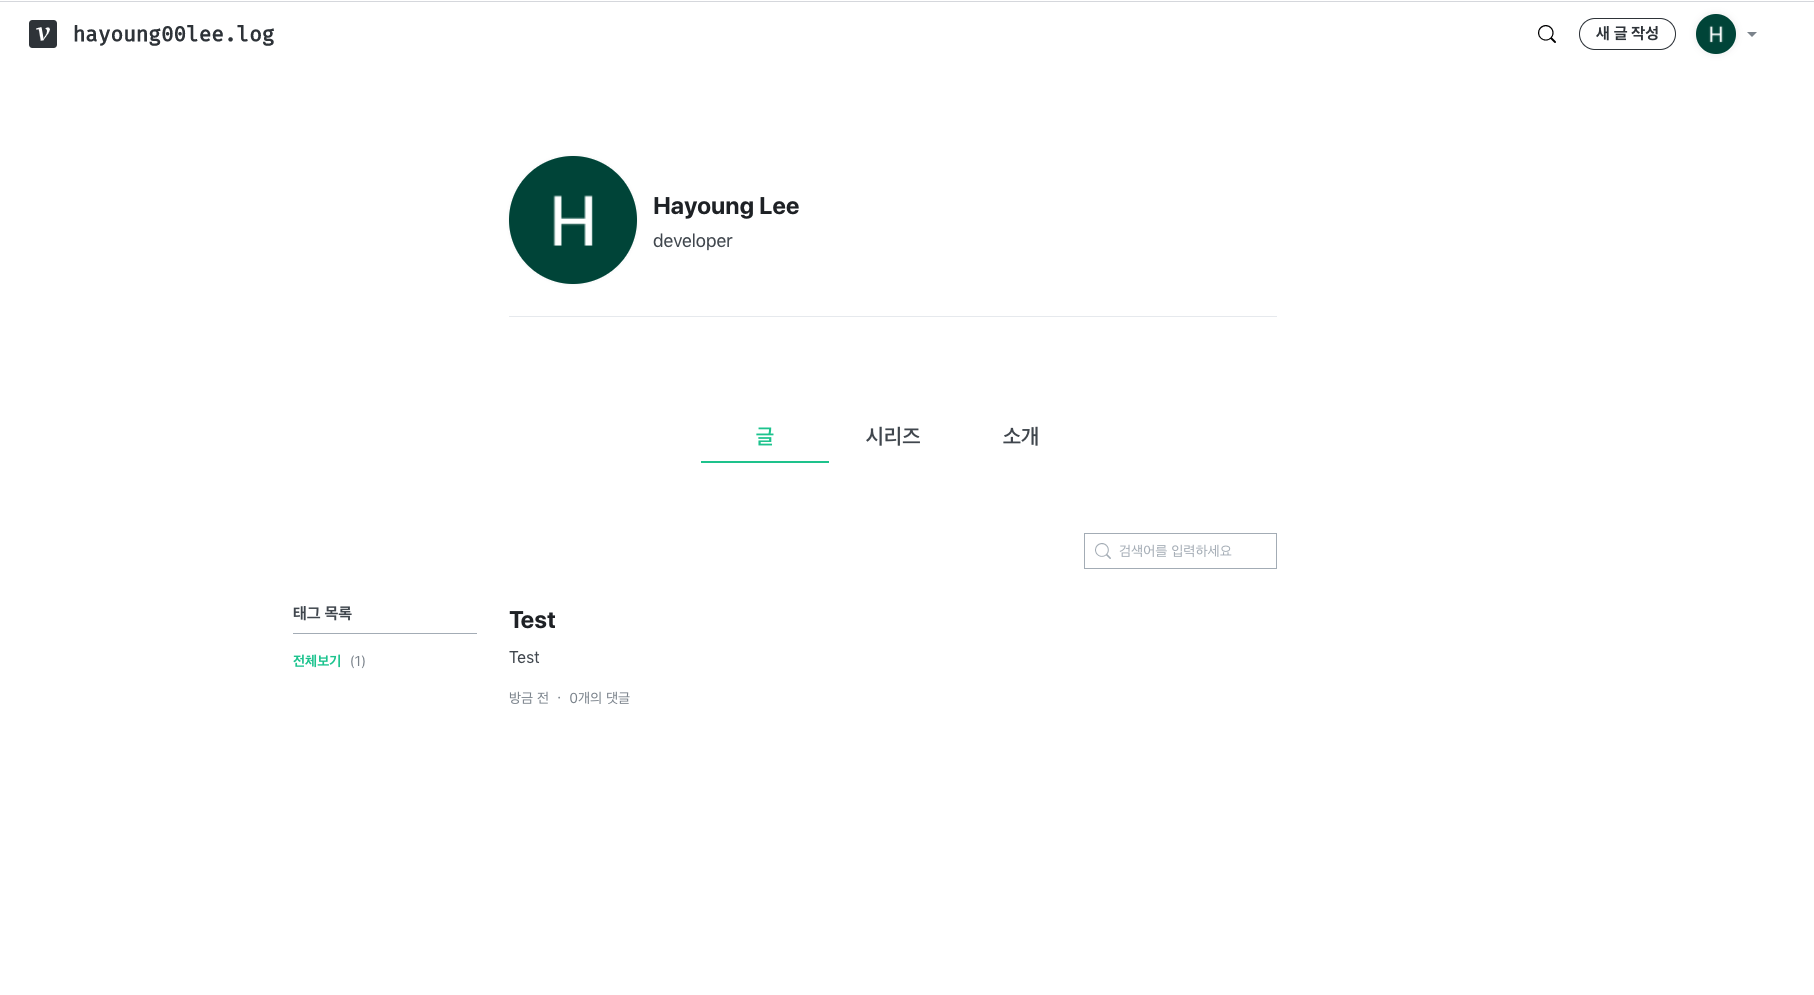 v hayoung00lee.log
새 글 작성
H
H
Hayoung Lee
developer
글 시리즈 소개
검색어를 입력하세요
태그 목록
전체보기 (1)
Test
Test
방금 전 · 0개의 댓글